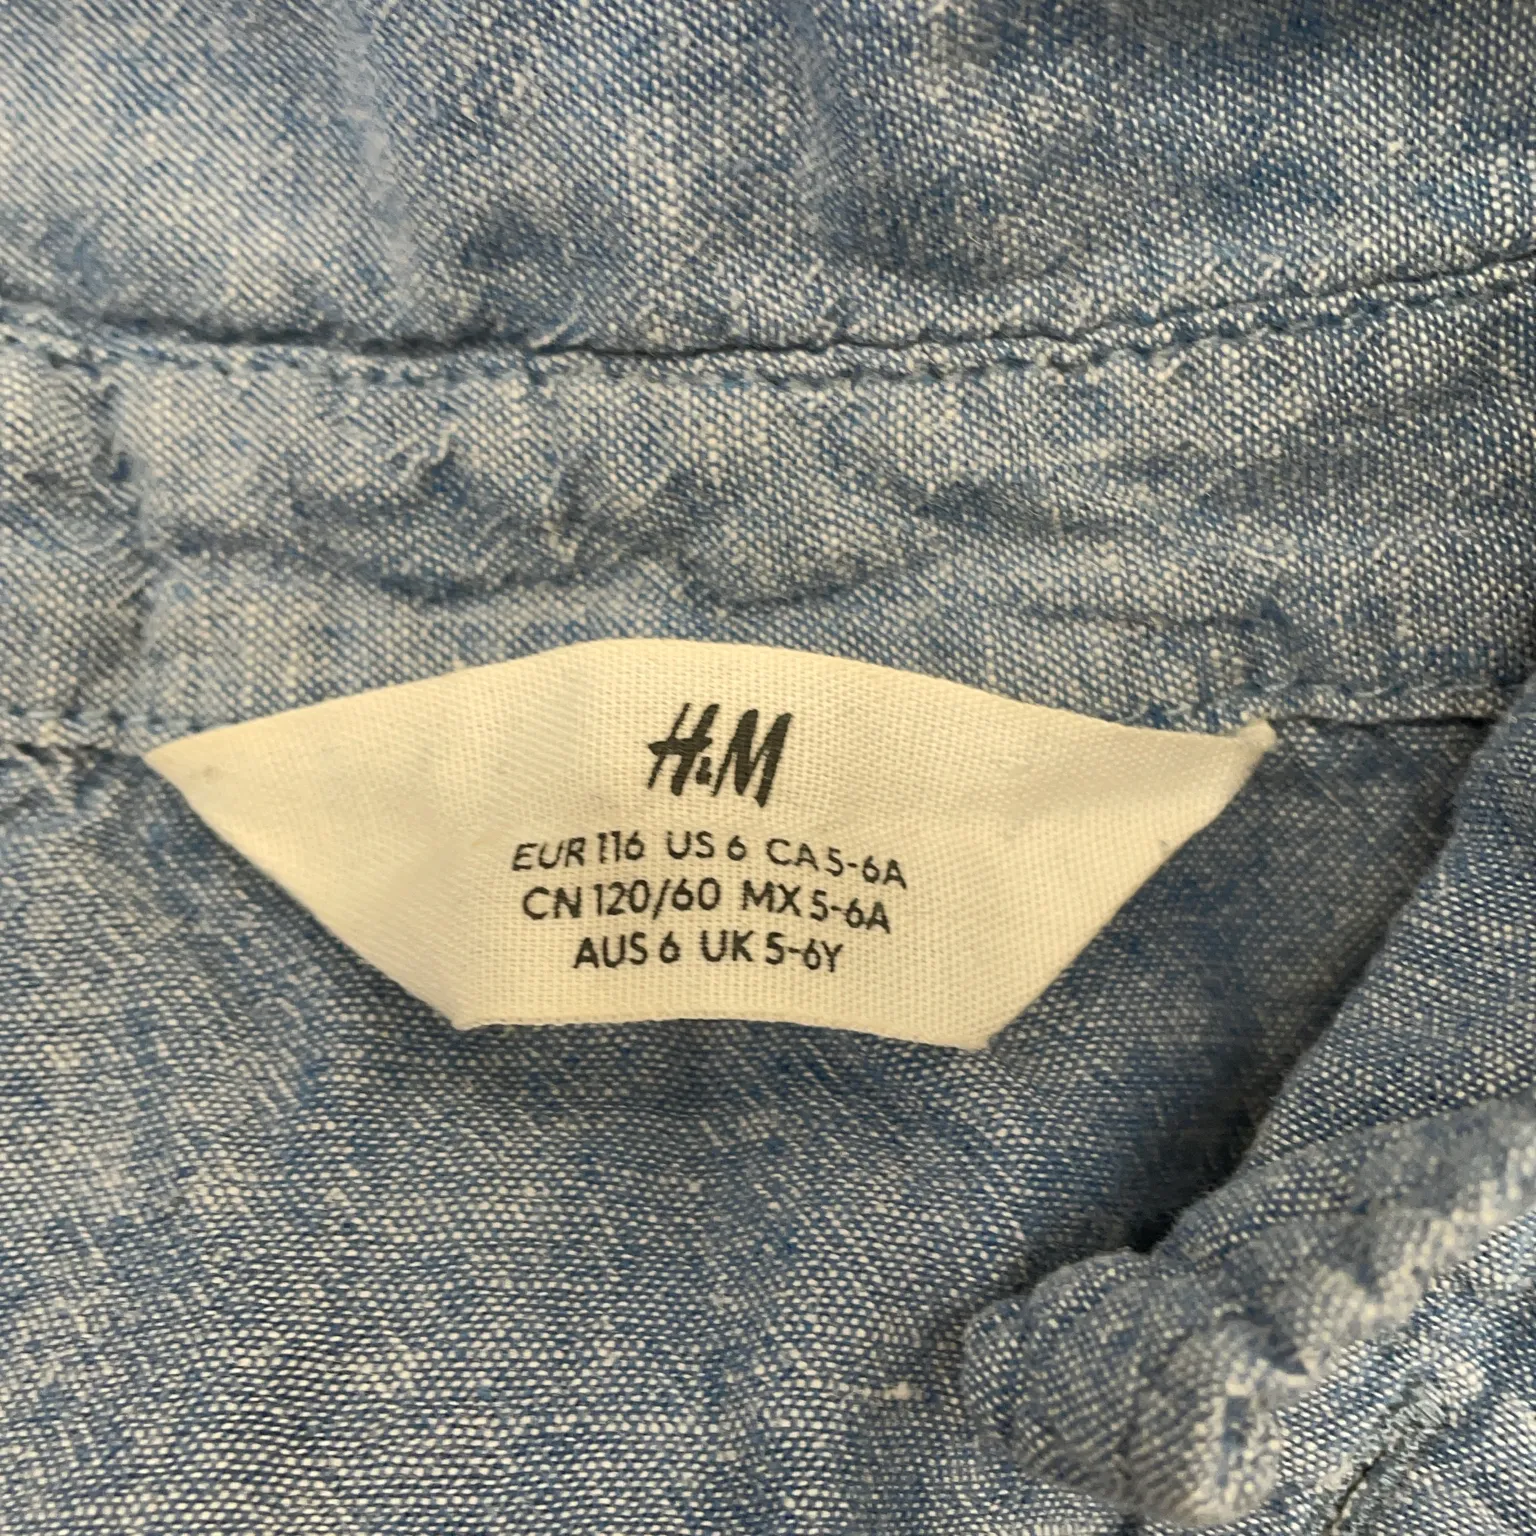 H&M
EUR 116 US 6 CA 5-6A
CN 120/60 MX 5-6A
AUS 6 UK 5-6Y